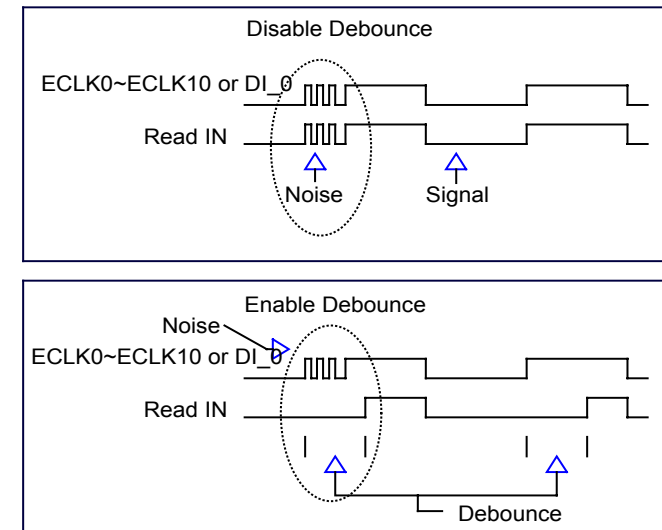 Disable Debounce
ECLK0~ECLK10 or DI_0
Read IN
Noise
Signal
Enable Debounce
Noise
ECLK0~ECLK10 or DI_0
Read IN
Debounce